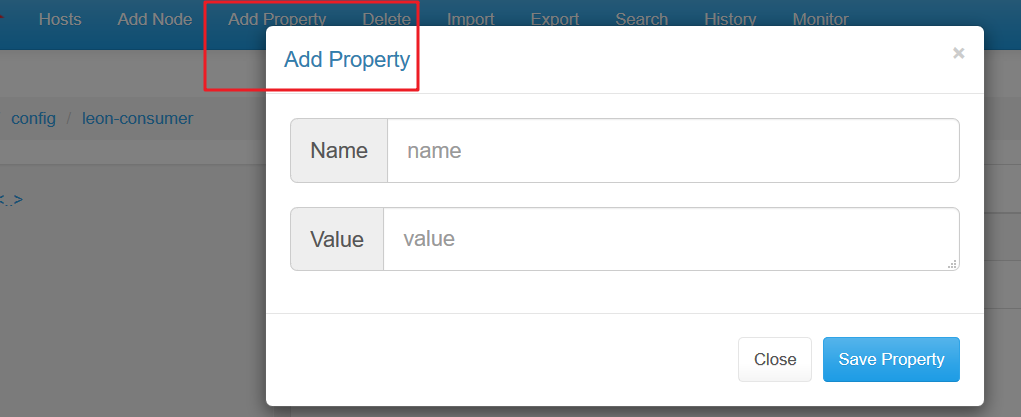 Hosts Add Node Add Property Delete Import Export Search History Monitor
Add Property ×
config / leon-consumer
Name name
<_>
Value value
Close Save Property